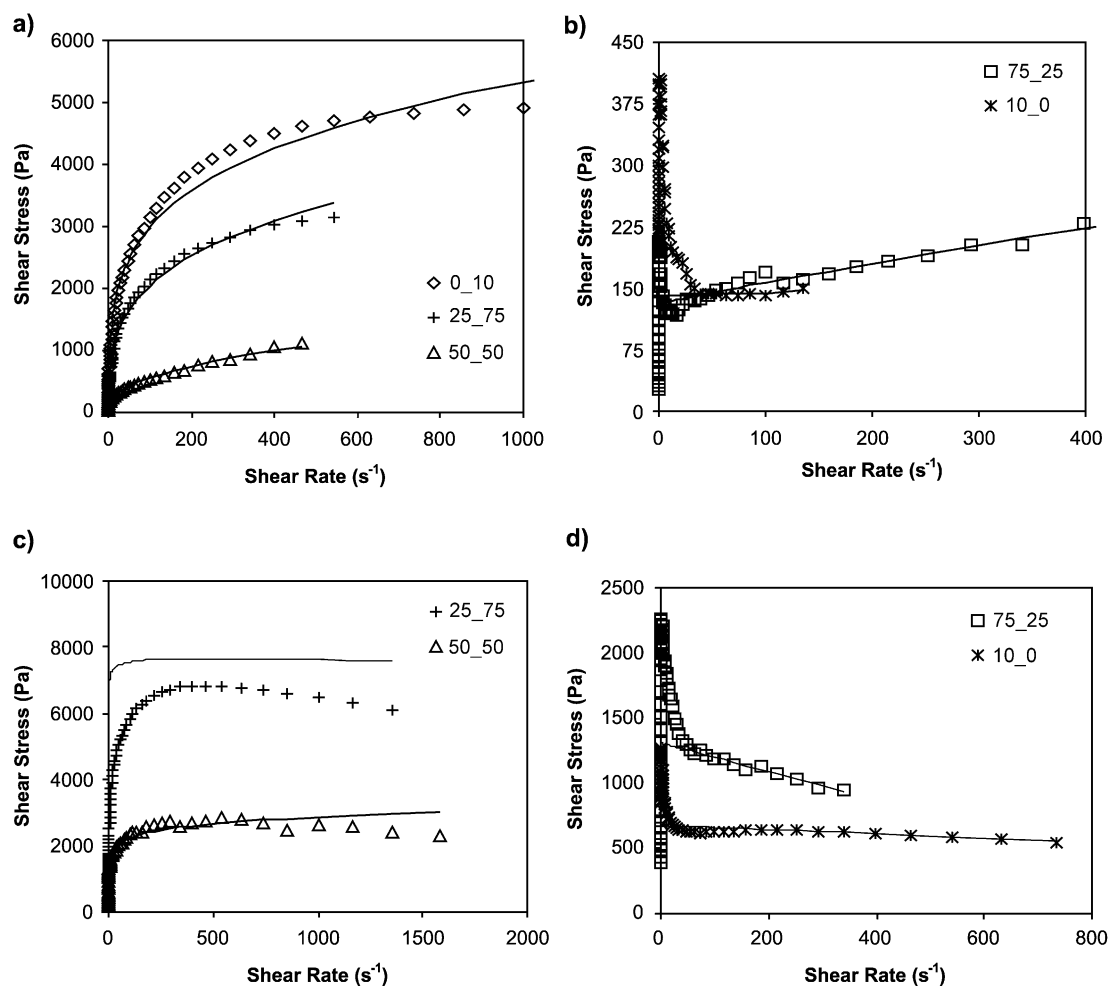 a)
6000
5000
4000
3000
2000
1000
0
Shear Stress (Pa)
0_10
25_75
50_50
0 200 400 600 800 1000
Shear Rate (s⁻¹)
b)
450
375
300
225
150
75
0
Shear Stress (Pa)
75_25
10_0
0 100 200 300 400
Shear Rate (s⁻¹)
c)
10000
8000
6000
4000
2000
0
Shear Stress (Pa)
25_75
50_50
0 500 1000 1500 2000
Shear Rate (s⁻¹)
d)
2500
2000
1500
1000
500
0
Shear Stress (Pa)
75_25
10_0
0 200 400 600 800
Shear Rate (s⁻¹)